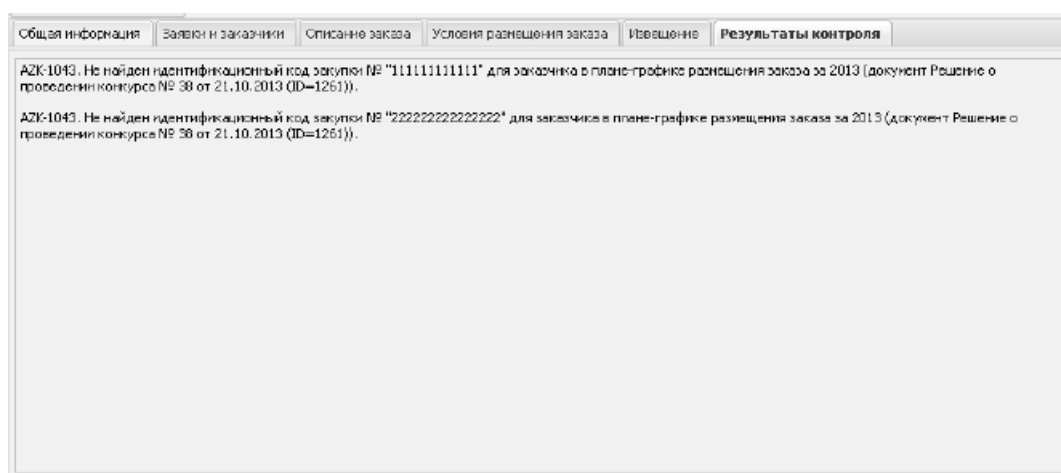 Общая информация Заявки и заказчики Описание заказа Условия размещения заказа Извещение Результаты контроля
AZK-1043. Не найден идентификационный код закупки № "111111111111" для заказчика в плане-графике размещения заказа за 2013 (документ Решение о
проведении конкурса № 38 от 21.10.2013 (ID=1261)).
AZK-1043. Не найден идентификационный код закупки № "222222222222222" для заказчика в плане-графике размещения заказа за 2013 (документ Решение о
проведении конкурса № 38 от 21.10.2013 (ID=1261)).